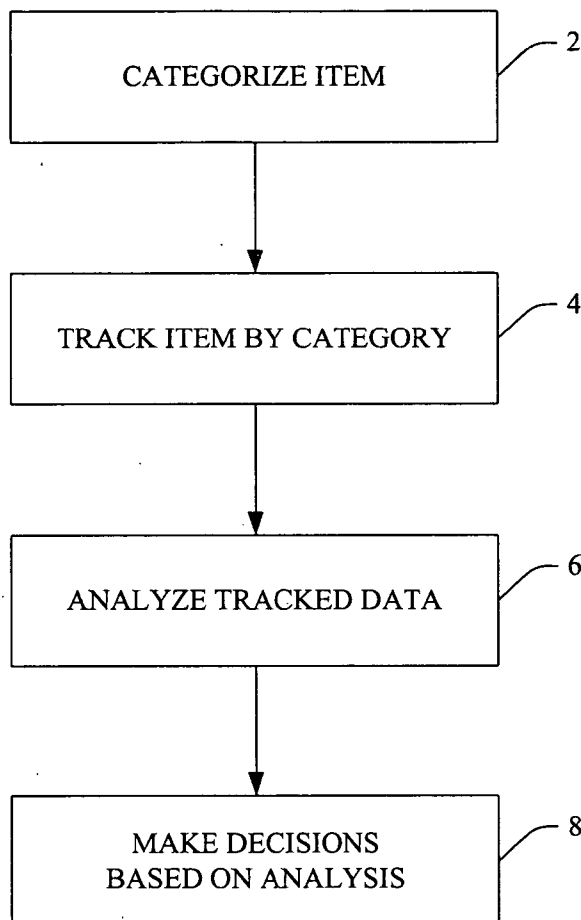 CATEGORIZE ITEM
2
TRACK ITEM BY CATEGORY
4
ANALYZE TRACKED DATA
6
MAKE DECISIONS
BASED ON ANALYSIS
8